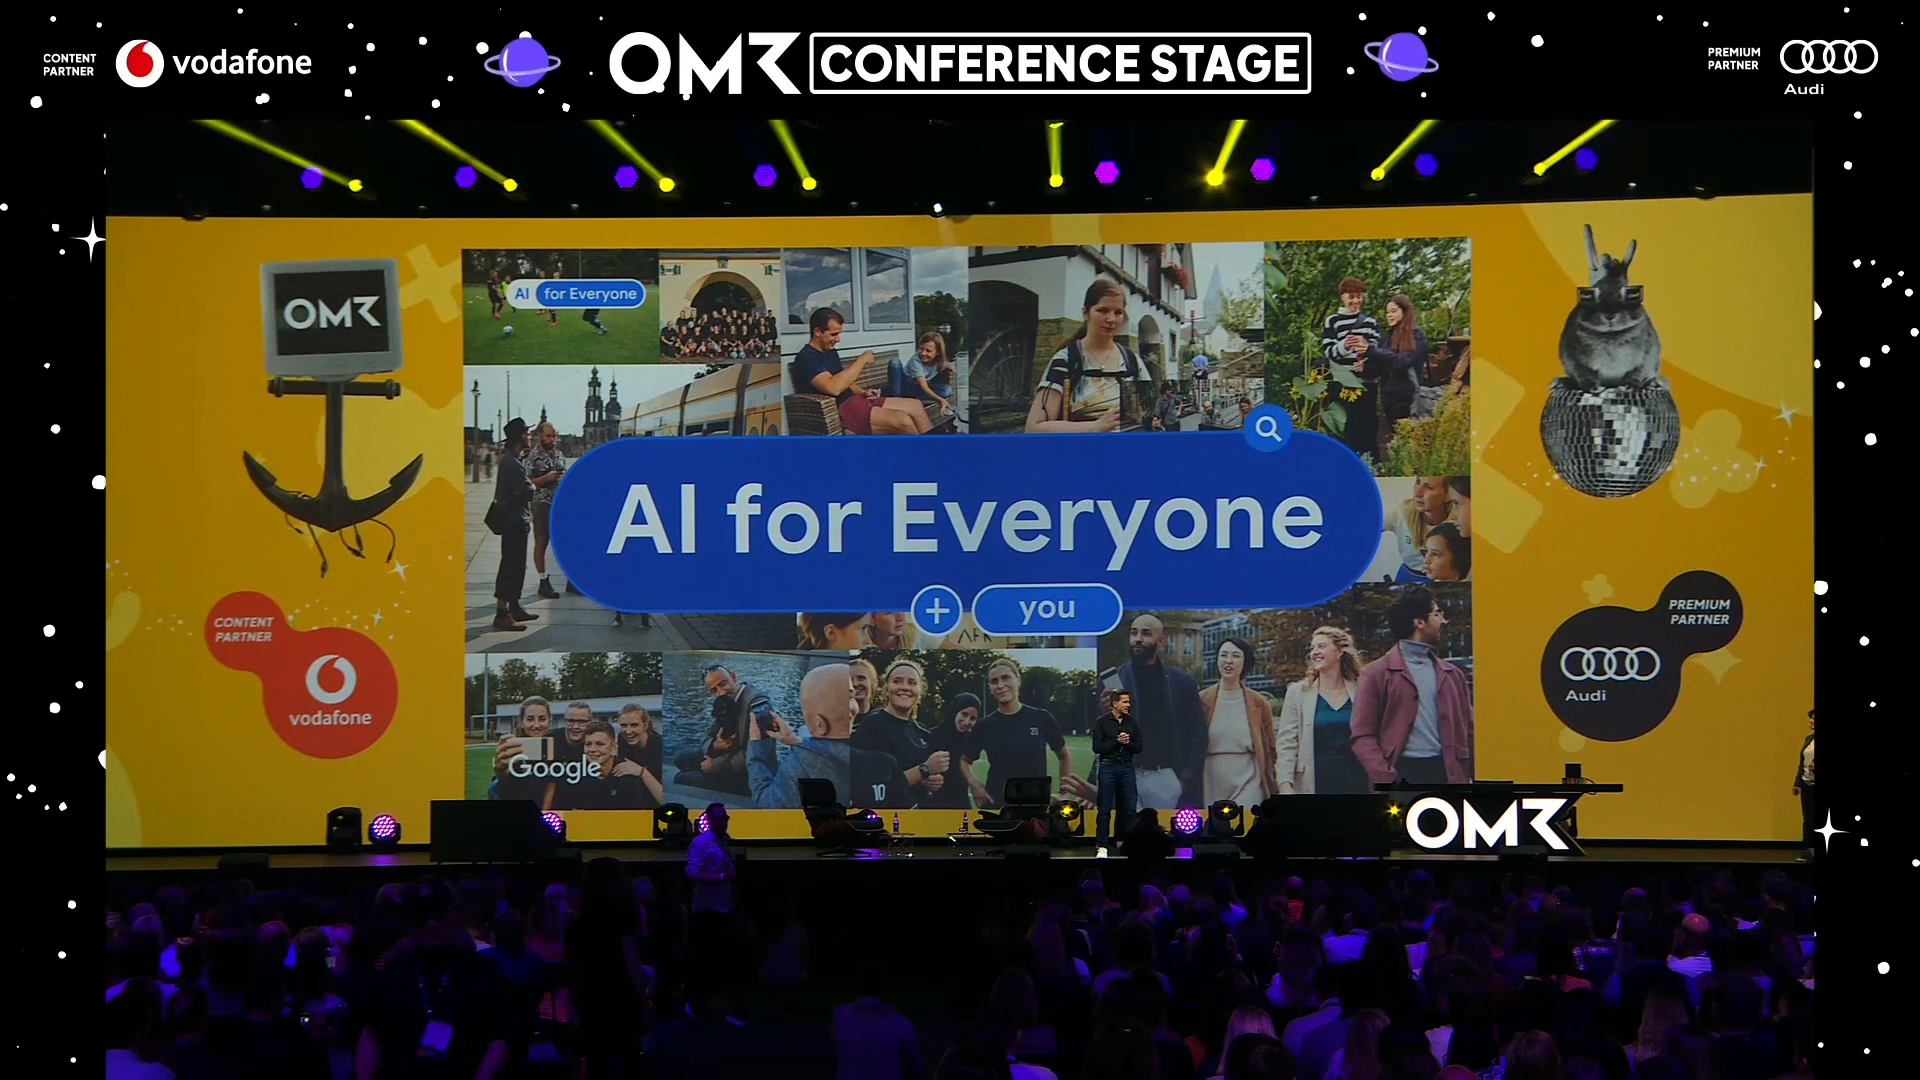 CONTENT
PARTNER
vodafone
OMR CONFERENCE STAGE
PREMIUM
PARTNER
Audi
OMR
AI for Everyone
AI for Everyone
+ you
CONTENT
PARTNER
vodafone
PREMIUM
PARTNER
Audi
20
10
Google
OMR